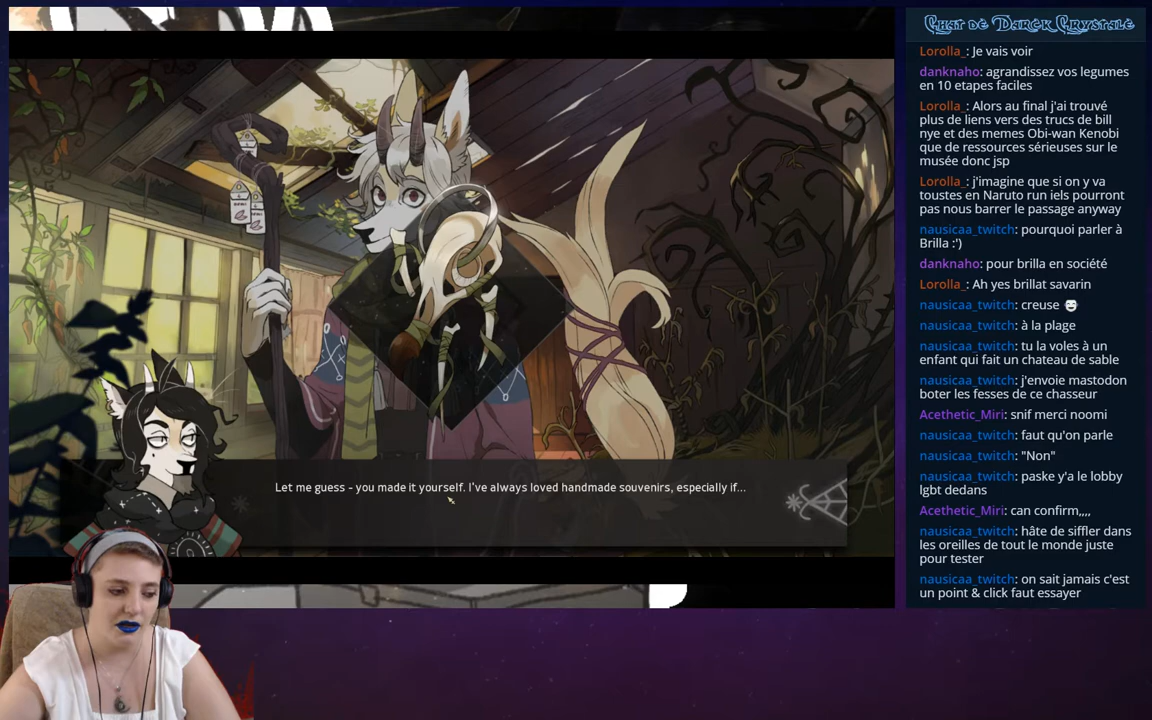 Chat de Darck Crystale
Lorolla_: Je vais voir
danknaho: agrandissez vos legumes
en 10 etapes faciles
Lorolla_: Alors au final j'ai trouvé
plus de liens vers des trucs de bill
nye et des memes Obi-wan Kenobi
que de ressources sérieuses sur le
musée donc jsp
Lorolla_: j'imagine que si on y va
toustes en Naruto run iels pourront
pas nous barrer le passage anyway
nausicaa_twitch: pourquoi parler à
Brilla :')
danknaho: pour brilla en société
Lorolla_: Ah yes brillat savarin
nausicaa_twitch: creuse
nausicaa_twitch: à la plage
nausicaa_twitch: tu la voles à un
enfant qui fait un chateau de sable
nausicaa_twitch: j'envoie mastodon
boter les fesses de ce chasseur
Acethetic_Miri: snif merci noomi
nausicaa_twitch: faut qu'on parle
nausicaa_twitch: "Non"
nausicaa_twitch: paske y'a le lobby
lgbt dedans
Acethetic_Miri: can confirm,,,,
nausicaa_twitch: hâte de siffler dans
les oreilles de tout le monde juste
pour tester
nausicaa_twitch: on sait jamais c'est
un point & click faut essayer
Let me guess - you made it yourself. I've always loved handmade souvenirs, especially if...